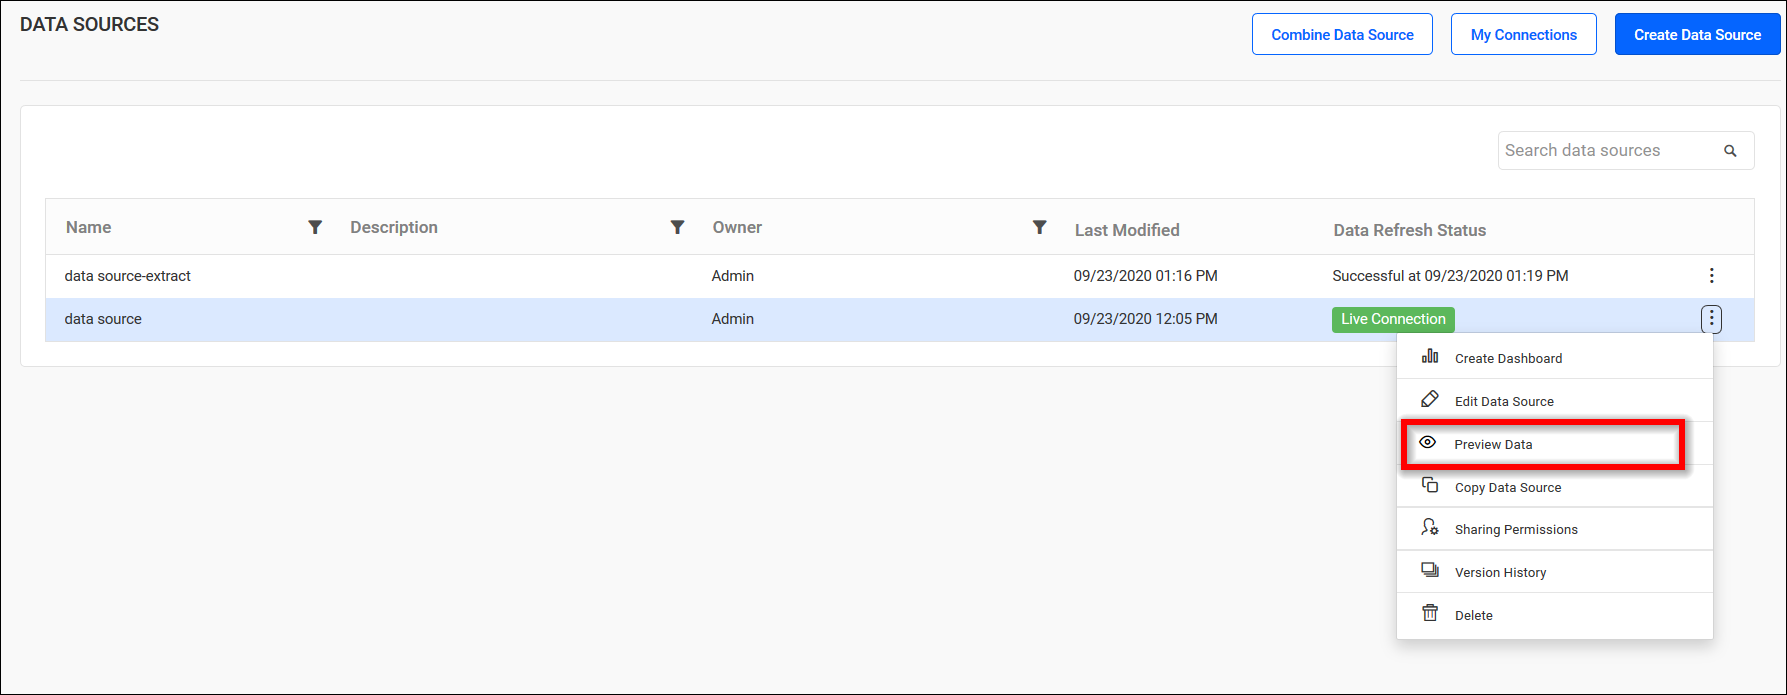 DATA SOURCES
Combine Data Source
My Connections
Create Data Source
Search data sources
Name Description Owner Last Modified Data Refresh Status
data source-extract Admin 09/23/2020 01:16 PM Successful at 09/23/2020 01:19 PM
data source Admin 09/23/2020 12:05 PM Live Connection
Create Dashboard
Edit Data Source
Preview Data
Copy Data Source
Sharing Permissions
Version History
Delete